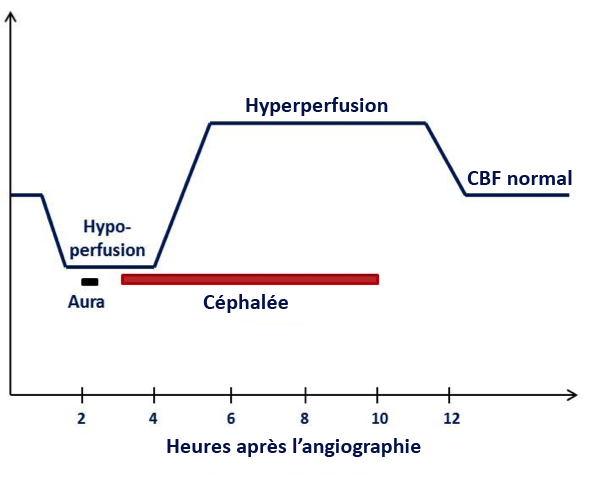 Hyperperfusion
CBF normal
Hypo-
perfusion
Aura
Céphalée
2 4 6 8 10 12
Heures après l’angiographie